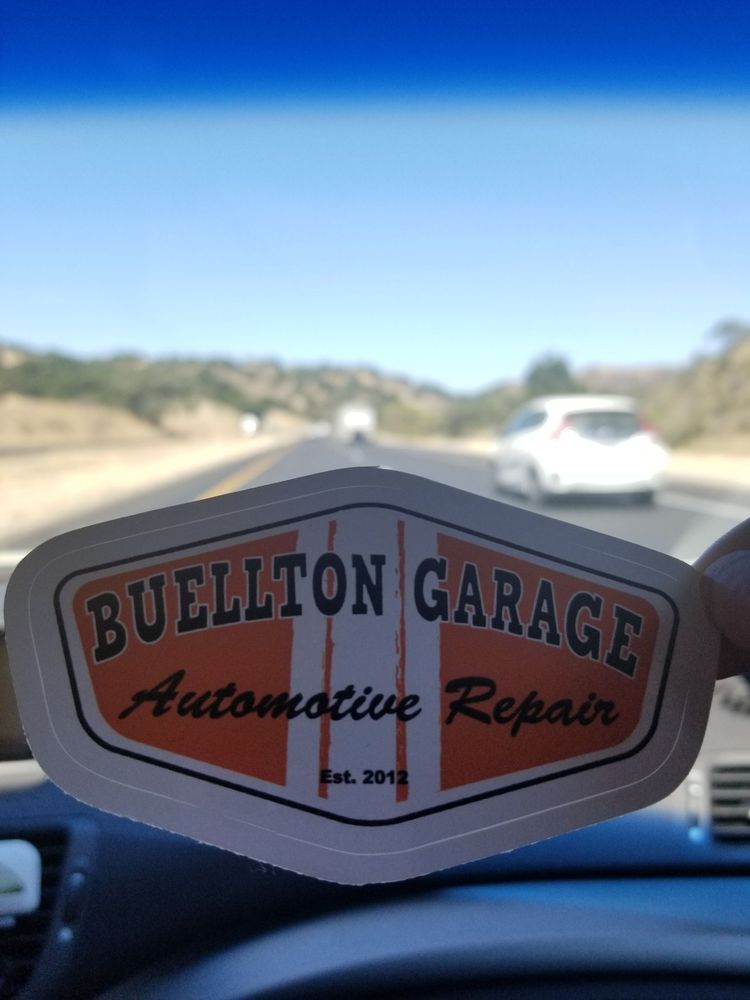 BUELLTON GARAGE
Automotive Repair
Est. 2012